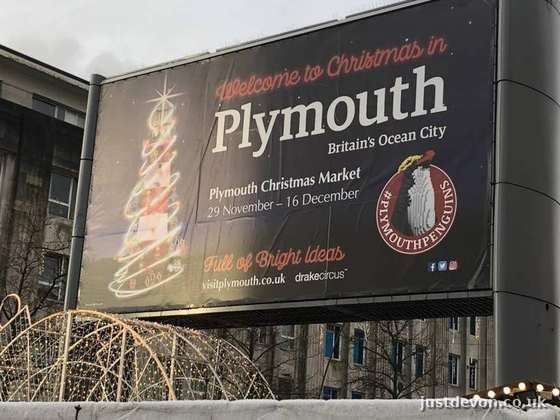 Welcome to Christmas in
Plymouth
Britain's Ocean City
Plymouth Christmas Market
29 November – 16 December
#PLYMOUTHPENGUINS
Full of Bright Ideas
visitplymouth.co.uk drakecircus
justdevon.co.uk